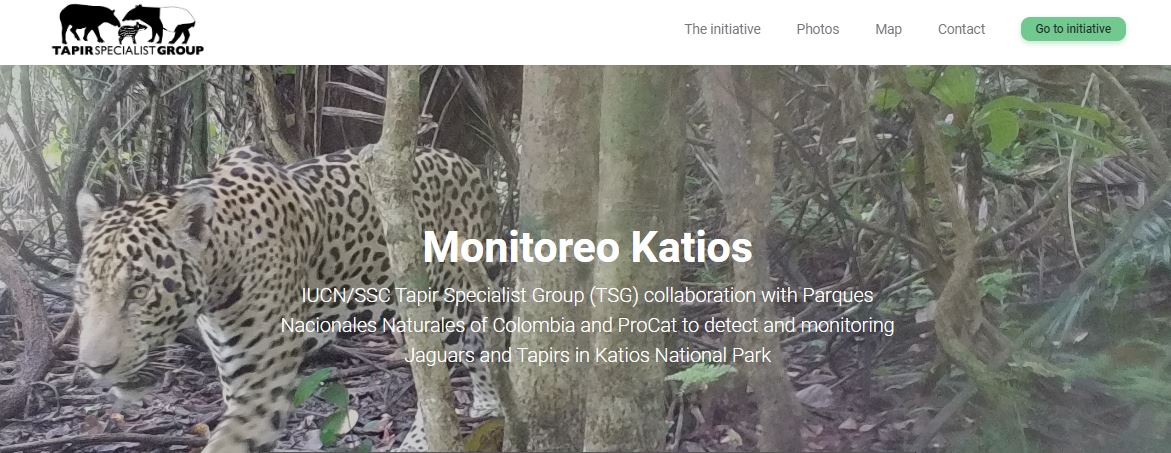 TAPIR SPECIALIST GROUP
The initiative
Photos
Map
Contact
Go to initiative
Monitoreo Katios
IUCN/SSC Tapir Specialist Group (TSG) collaboration with Parques
Nacionales Naturales of Colombia and ProCat to detect and monitoring
Jaguars and Tapirs in Katios National Park